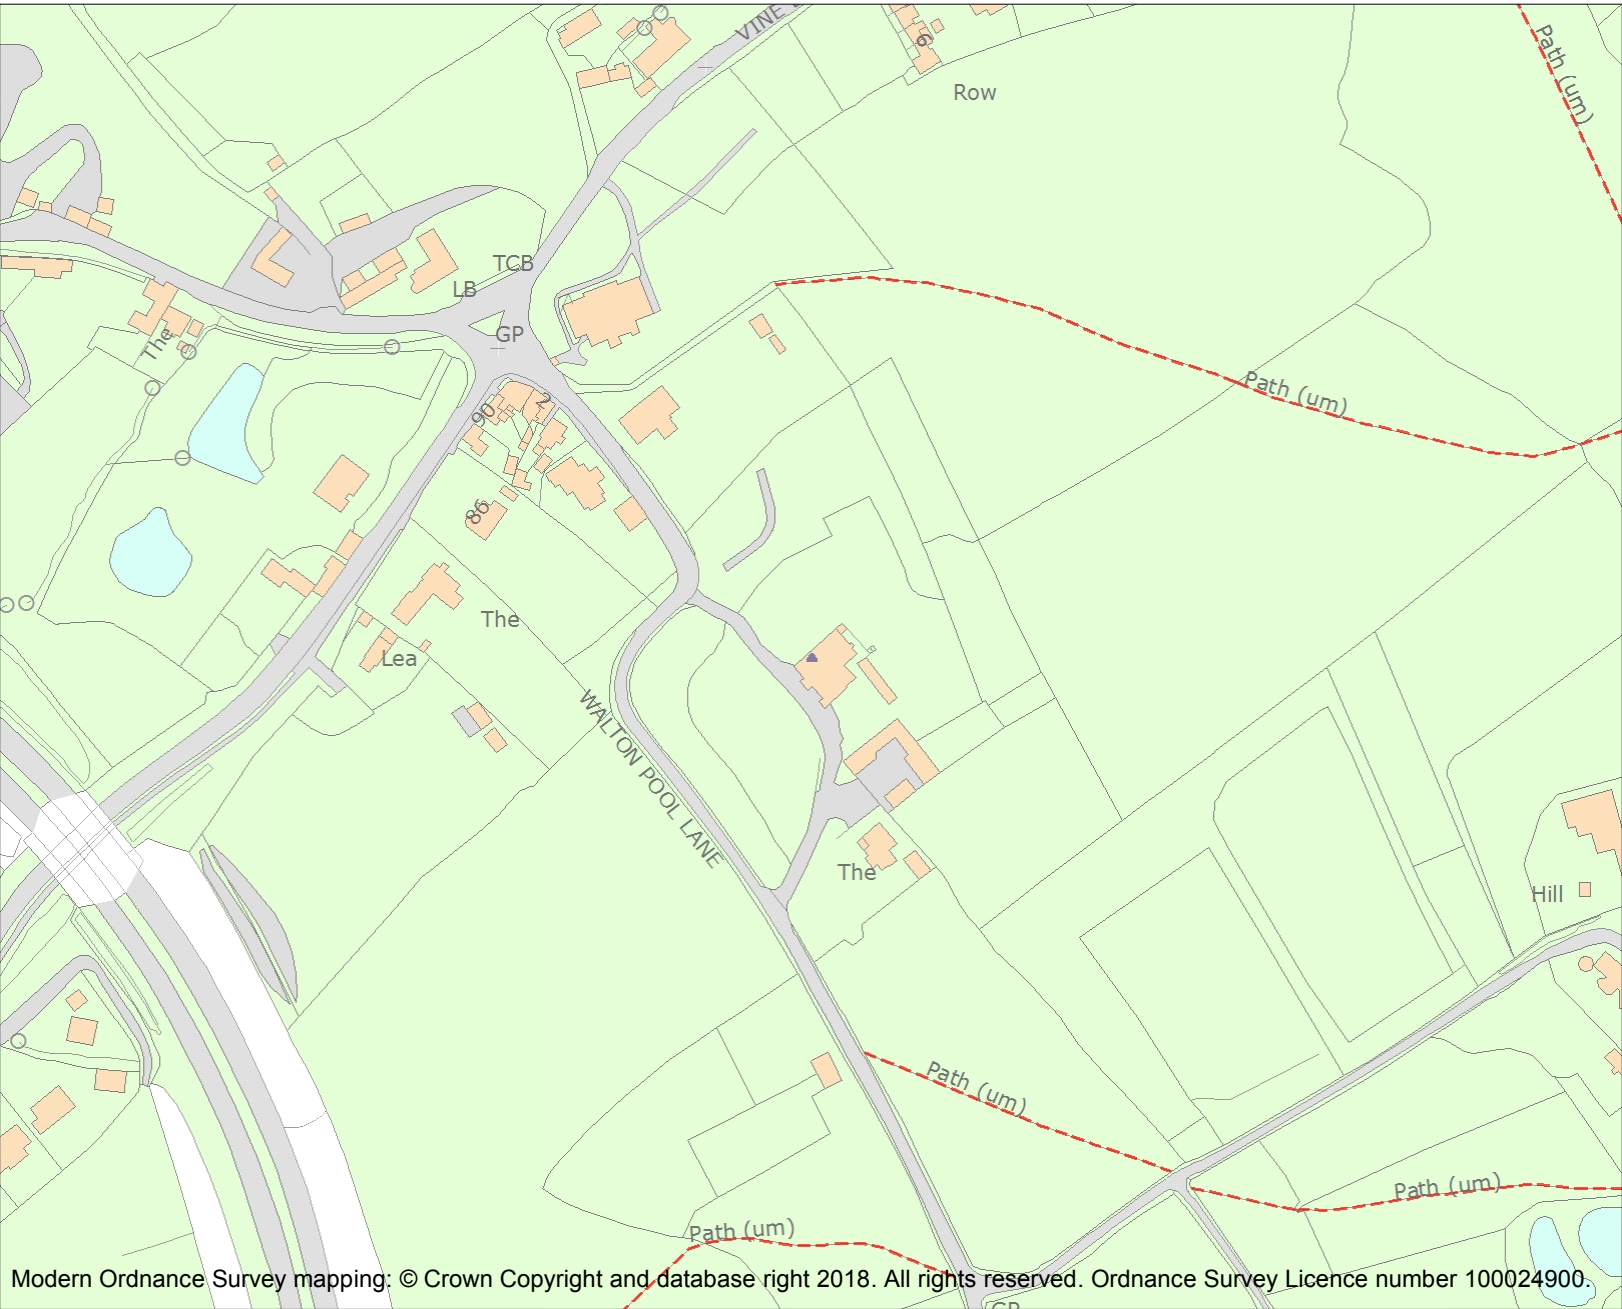 VINE
6
Row
Path (um)
TCB
LB
GP
The
Path (um)
90
2
86
The
Lea
WALTON POOL LANE
The
Hill
Path (um)
Path (um)
Path (um)
Modern Ordnance Survey mapping: © Crown Copyright and database right 2018. All rights reserved. Ordnance Survey Licence number 100024900.
GP